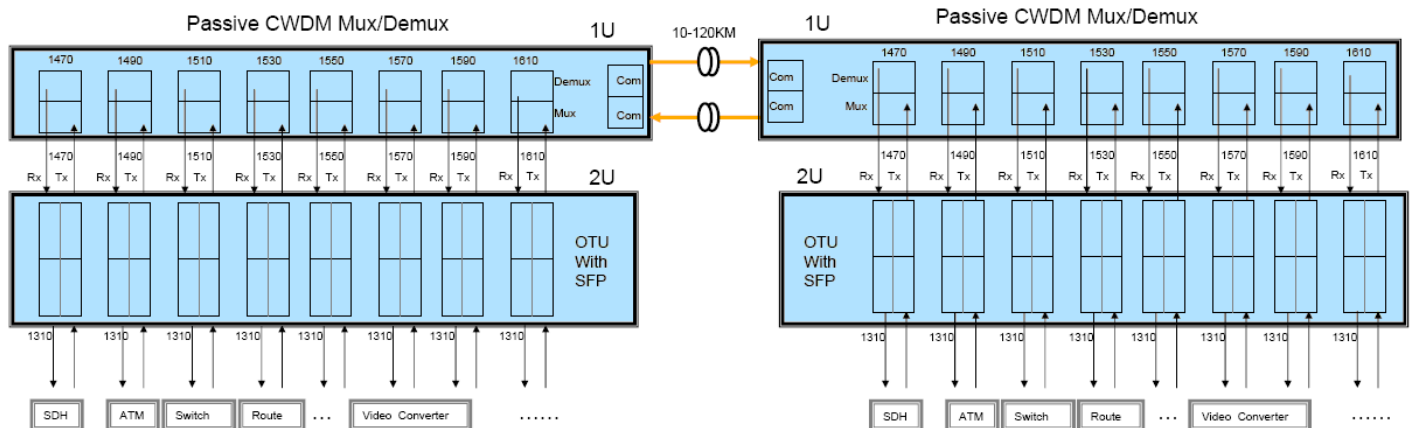 Passive CWDM Mux/Demux
1U
10-120KM
1U
Passive CWDM Mux/Demux
1470 1490 1510 1530 1550 1570 1590 1610
Demux Com
Mux Com
Com Demux
Com Mux
1470 1490 1510 1530 1550 1570 1590 1610
1470 1490 1510 1530 1550 1570 1590 1610
Rx Tx Rx Tx Rx Tx Rx Tx Rx Tx Rx Tx Rx Tx Rx Tx
2U
OTU
With
SFP
1310 1310 1310 1310 1310 1310 1310 1310
SDH ATM Switch Route ... Video Converter ......
1470 1490 1510 1530 1550 1570 1590 1610
Rx Tx Rx Tx Rx Tx Rx Tx Rx Tx Rx Tx Rx Tx Rx Tx
2U
OTU
With
SFP
1310 1310 1310 1310 1310 1310 1310 1310
SDH ATM Switch Route ... Video Converter ......